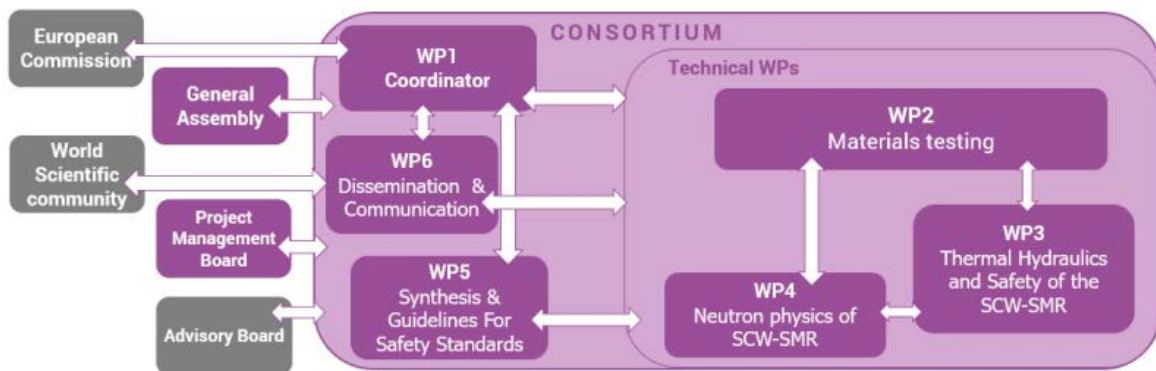 European
Commission
General
Assembly
World
Scientific
community
Project
Management
Board
Advisory Board
CONSORTIUM
WP1
Coordinator
WP6
Dissemination &
Communication
WP5
Synthesis &
Guidelines For
Safety Standards
Technical WPs
WP2
Materials testing
WP3
Thermal Hydraulics
and Safety of the
SCW-SMR
WP4
Neutron physics of
SCW-SMR